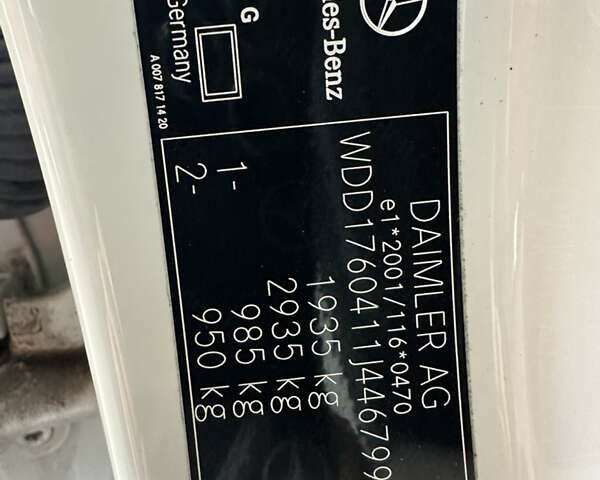 les-Benz
G
Germany
A 007 817 14 20
DAIMLER AG
e1*2001/116*0470
WDD1760411J446799
1935 kg
2935 kg
1- 985 kg
2- 950 kg